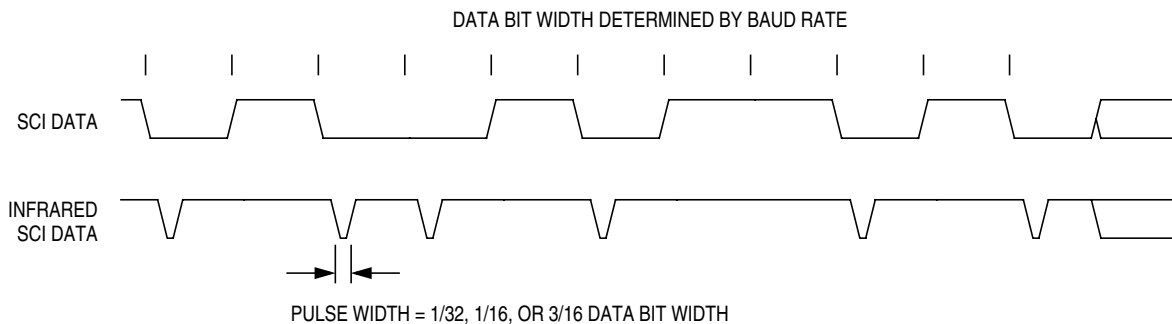 DATA BIT WIDTH DETERMINED BY BAUD RATE
SCI DATA
INFRARED
SCI DATA
PULSE WIDTH = 1/32, 1/16, OR 3/16 DATA BIT WIDTH